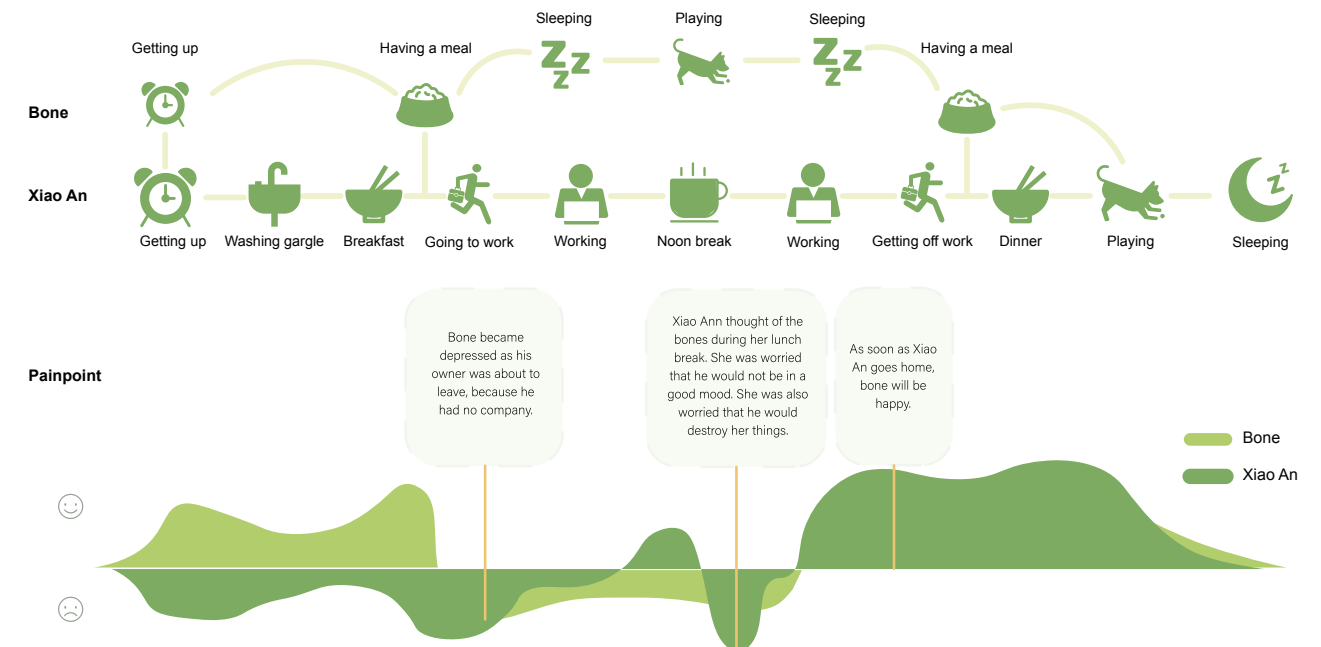 Sleeping
Playing
Sleeping
Getting up
Having a meal
Having a meal
Bone
Xiao An
Getting up
Washing gargle
Breakfast
Going to work
Working
Noon break
Working
Getting off work
Dinner
Playing
Sleeping
Painpoint
Bone became
depressed as his
owner was about to
leave, because he
had no company.
Xiao Ann thought of the
bones during her lunch
break. She was worried
that he would not be in a
good mood. She was also
worried that he would
destroy her things.
As soon as Xiao
An goes home,
bone will be
happy.
Bone
Xiao An